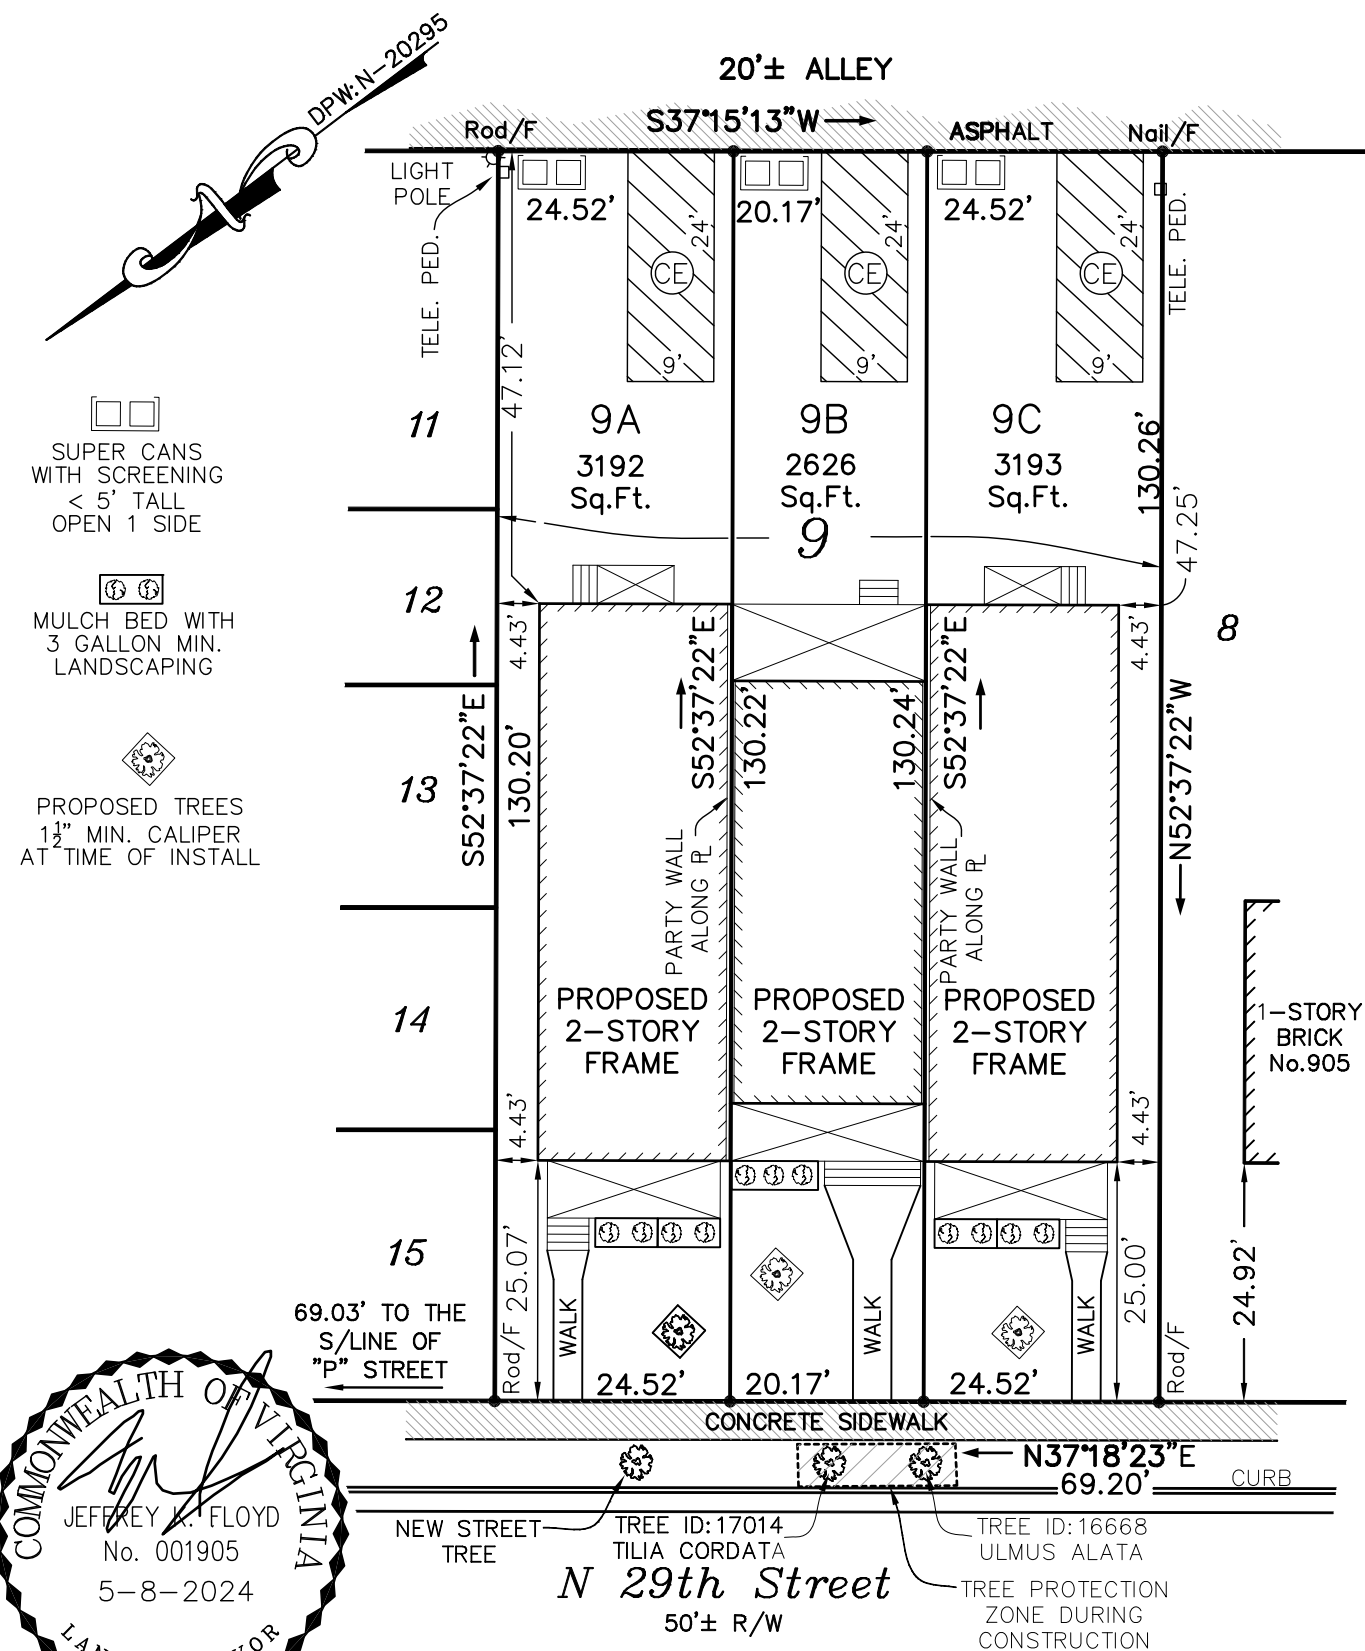 DPW: N-20295
20'± ALLEY
S37°15'13"W
Rod/F
ASPHALT
Nail/F
LIGHT
POLE
TELE. PED.
24.52'
20.17'
24.52'
24'
24'
24'
CE
CE
CE
9'
9'
9'
TELE. PED.
47.12'
SUPER CANS
WITH SCREENING
< 5' TALL
OPEN 1 SIDE
11
9A
3192
Sq.Ft.
9B
2626
Sq.Ft.
9C
3193
Sq.Ft.
130.26'
47.25'
9
MULCH BED WITH
3 GALLON MIN.
LANDSCAPING
12
4.43'
4.43'
8
S52°37'22"E
130.20'
S52°37'22"E
130.22'
130.24'
S52°37'22"E
N52°37'22"W
PROPOSED TREES
1½" MIN. CALIPER
AT TIME OF INSTALL
13
PARTY WALL
ALONG PL
PARTY WALL
ALONG PL
14
PROPOSED
2-STORY
FRAME
PROPOSED
2-STORY
FRAME
PROPOSED
2-STORY
FRAME
1-STORY
BRICK
No.905
4.43'
4.43'
15
25.07'
25.00'
24.92'
69.03' TO THE
S/LINE OF
"P" STREET
Rod/F
WALK
WALK
WALK
Rod/F
24.52'
20.17'
24.52'
CONCRETE SIDEWALK
N37°18'23"E
69.20'
CURB
NEW STREET
TREE
TREE ID:17014
TILIA CORDATA
TREE ID:16668
ULMUS ALATA
N 29th Street
50'± R/W
TREE PROTECTION
ZONE DURING
CONSTRUCTION
COMMONWEALTH OF VIRGINIA
JEFFREY K. FLOYD
No. 001905
5-8-2024